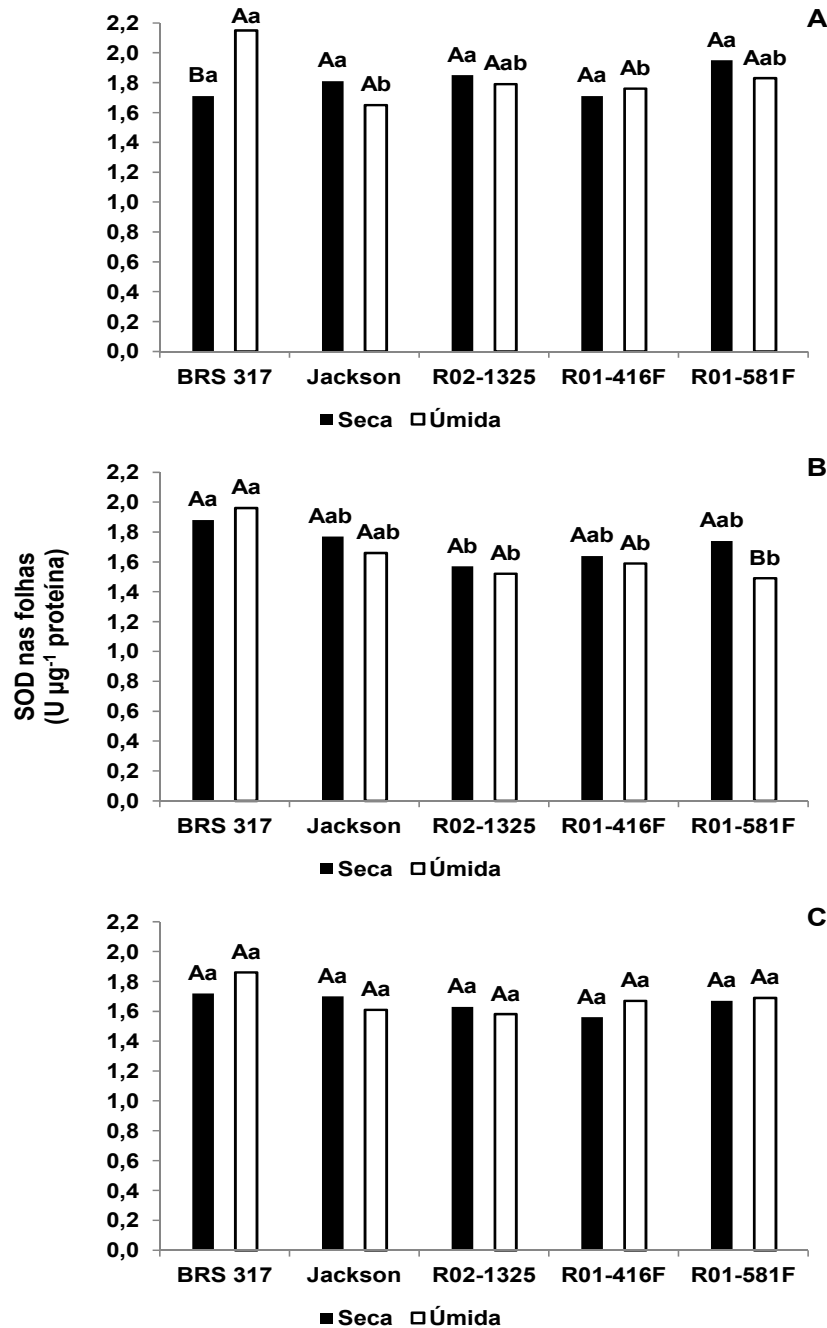 A
2,2
2,0
1,8
1,6
1,4
1,2
1,0
0,8
0,6
0,4
0,2
0,0
Ba Aa Aa Ab Aa Aab Aa Ab Aa Aab
BRS 317 Jackson R02-1325 R01-416F R01-581F
Seca Úmida
B
SOD nas folhas
(U µg⁻¹ proteína)
2,2
2,0
1,8
1,6
1,4
1,2
1,0
0,8
0,6
0,4
0,2
0,0
Aa Aa Aab Aab Ab Ab Aab Ab Aab Bb
BRS 317 Jackson R02-1325 R01-416F R01-581F
Seca Úmida
C
2,2
2,0
1,8
1,6
1,4
1,2
1,0
0,8
0,6
0,4
0,2
0,0
Aa Aa Aa Aa Aa Aa Aa Aa Aa Aa
BRS 317 Jackson R02-1325 R01-416F R01-581F
Seca Úmida